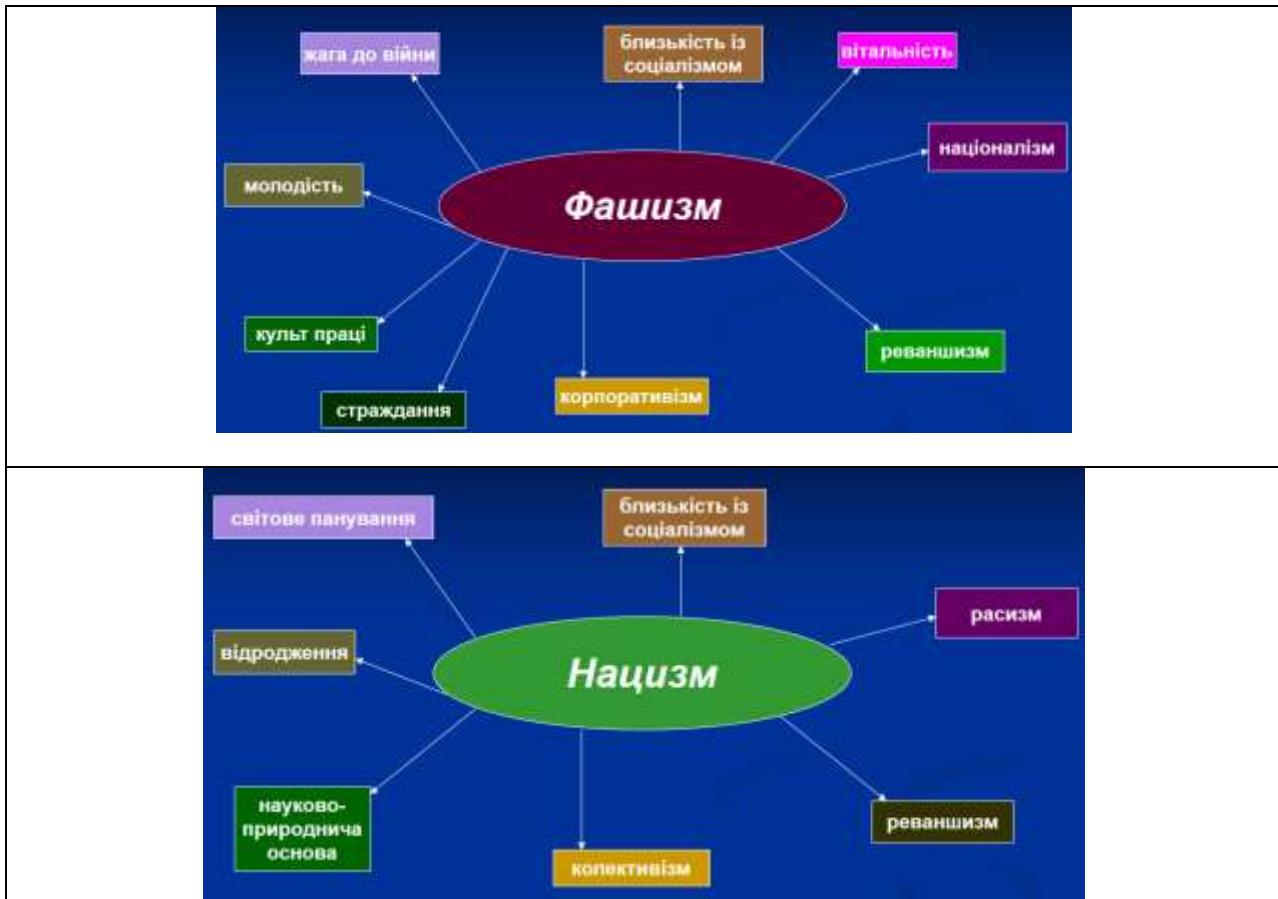 жага до війни
близькість із
соціалізмом
вітальність
націоналізм
молодість
Фашизм
культ праці
реваншизм
страждання
корпоративізм
світове панування
близькість із
соціалізмом
расизм
відродження
Нацизм
науково-
природнича
основа
реваншизм
колективізм